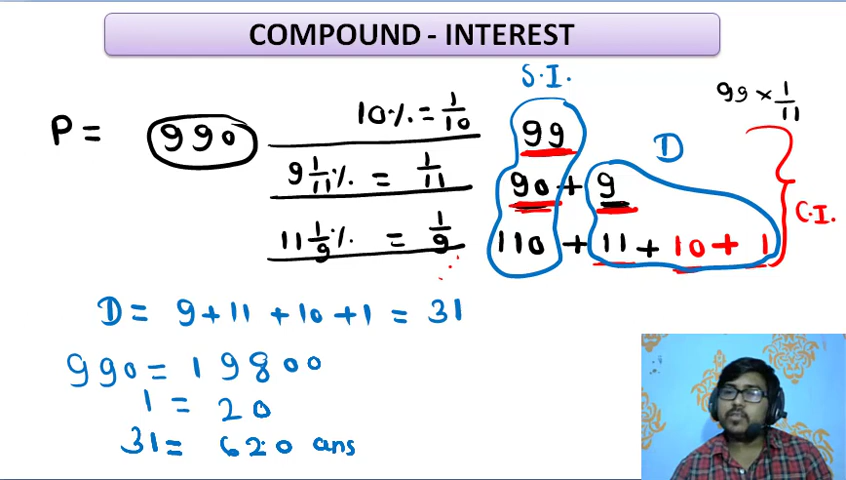 COMPOUND - INTEREST
S.I.
99 × 1/11
P = 990
10% = 1/10
99
D
9 1/11 % = 1/11
90 + 9
C.I.
11 1/9 % = 1/9
110 + 11 + 10 + 1
D = 9 + 11 + 10 + 1 = 31
990 = 19800
1 = 20
31 = 620 ans